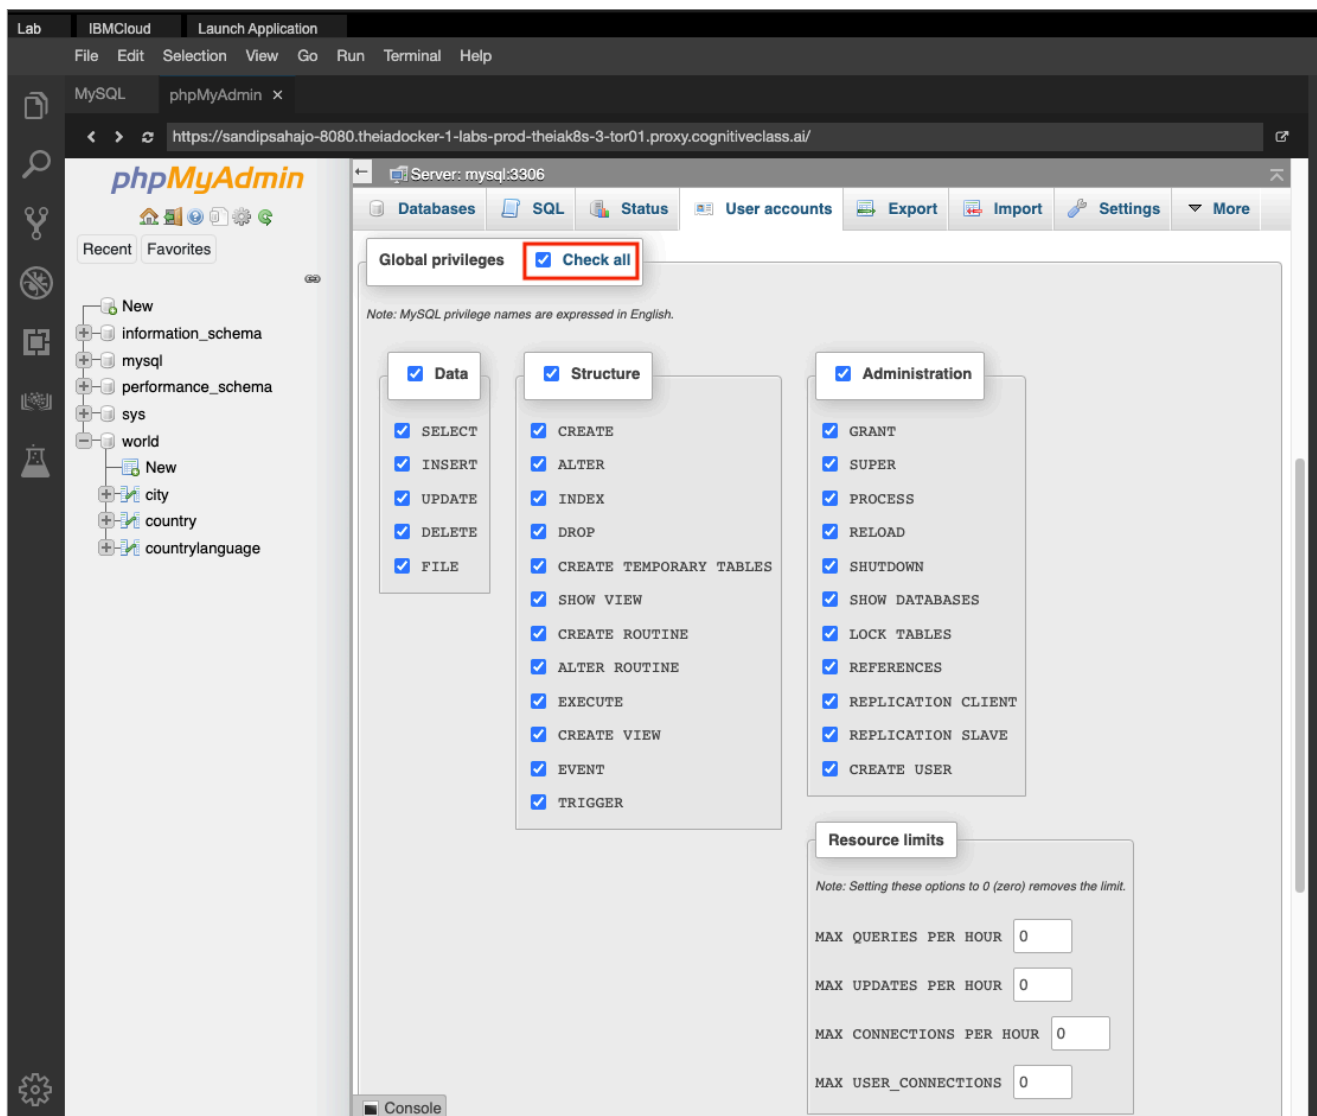 Lab IBMCloud Launch Application
File Edit Selection View Go Run Terminal Help
MySQL phpMyAdmin ×
https://sandipsahajo-8080.theiadocker-1-labs-prod-theiak8s-3-tor01.proxy.cognitiveclass.ai/
phpMyAdmin
Recent Favorites
New
information_schema
mysql
performance_schema
sys
world
New
city
country
countrylanguage
Server: mysql:3306
Databases SQL Status User accounts Export Import Settings More
Global privileges Check all
Note: MySQL privilege names are expressed in English.
Data
SELECT
INSERT
UPDATE
DELETE
FILE
Structure
CREATE
ALTER
INDEX
DROP
CREATE TEMPORARY TABLES
SHOW VIEW
CREATE ROUTINE
ALTER ROUTINE
EXECUTE
CREATE VIEW
EVENT
TRIGGER
Administration
GRANT
SUPER
PROCESS
RELOAD
SHUTDOWN
SHOW DATABASES
LOCK TABLES
REFERENCES
REPLICATION CLIENT
REPLICATION SLAVE
CREATE USER
Resource limits
Note: Setting these options to 0 (zero) removes the limit.
MAX QUERIES PER HOUR 0
MAX UPDATES PER HOUR 0
MAX CONNECTIONS PER HOUR 0
MAX USER_CONNECTIONS 0
Console